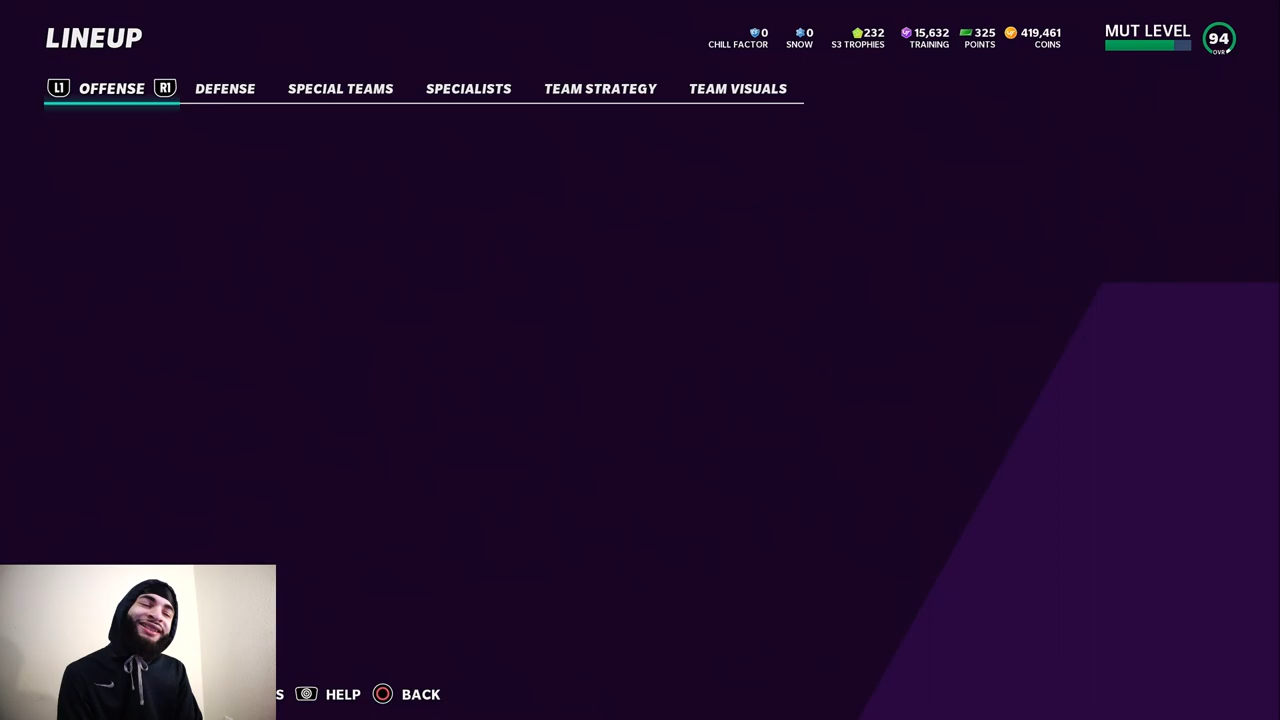 LINEUP
0 0 232 15,632 325 419,461
CHILL FACTOR SNOW S3 TROPHIES TRAINING POINTS COINS
MUT LEVEL
94
OVR
L1 OFFENSE R1 DEFENSE SPECIAL TEAMS SPECIALISTS TEAM STRATEGY TEAM VISUALS
S HELP BACK